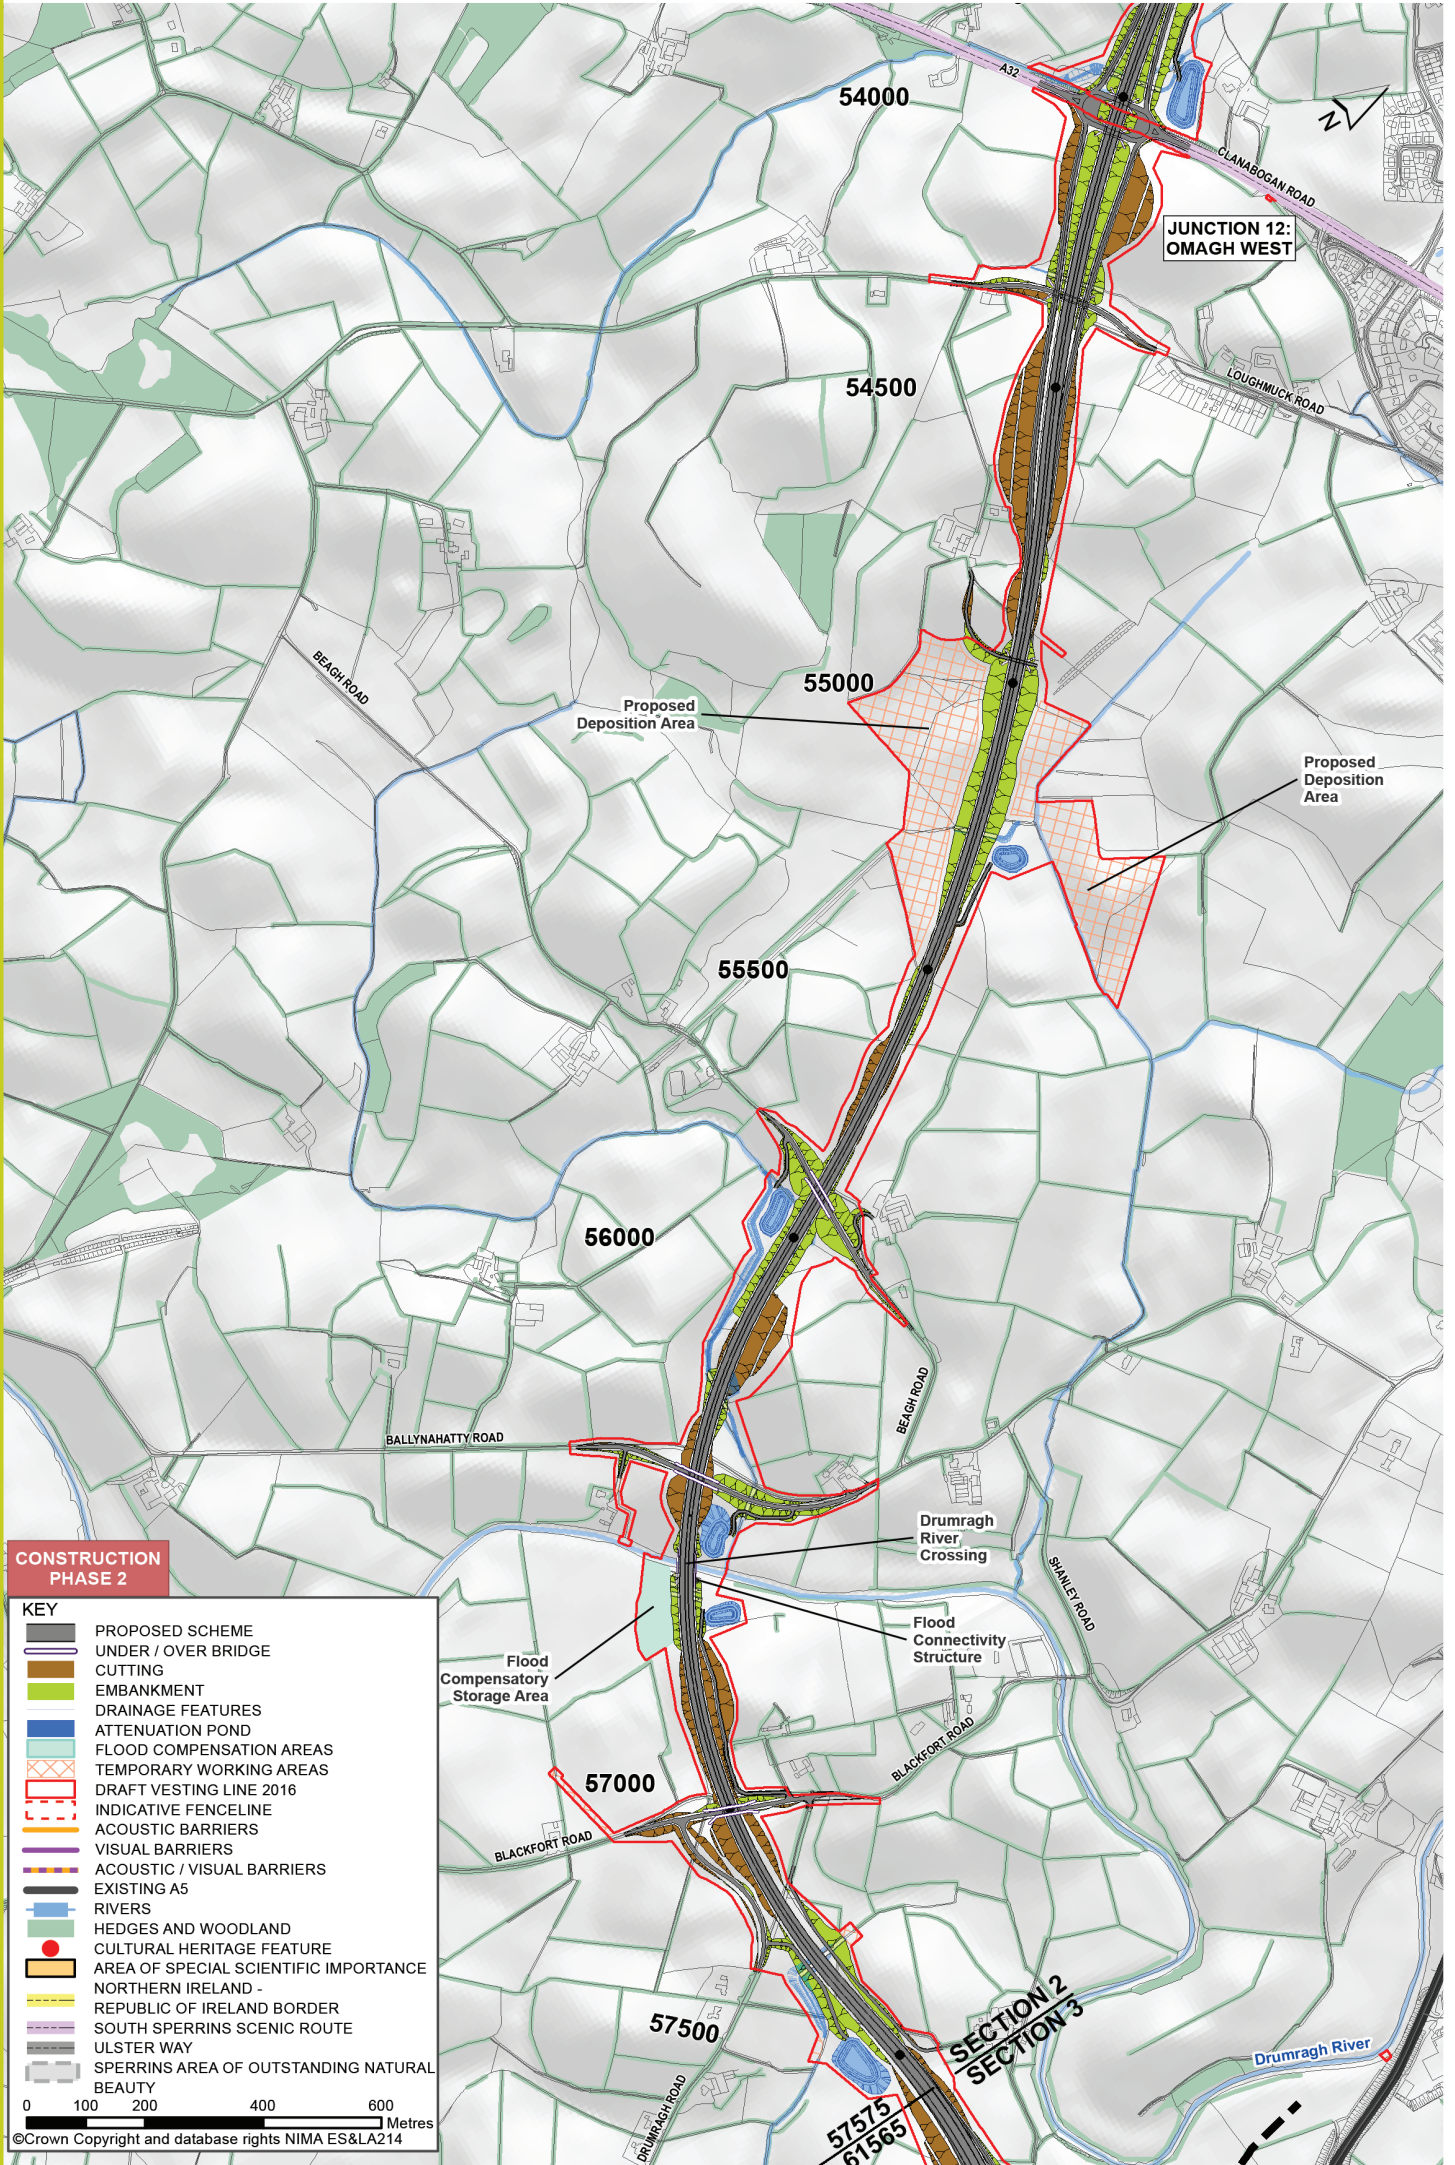 A32
54000
CLANABOGAN ROAD
N
JUNCTION 12:
OMAGH WEST
54500
LOUGHMUCK ROAD
BEAGH ROAD
55000
Proposed
Deposition Area
Proposed
Deposition
Area
55500
56000
BEAGH ROAD
BALLYNAHATTY ROAD
Drumragh
River
Crossing
SHANLEY ROAD
Flood
Connectivity
Structure
Flood
Compensatory
Storage Area
BLACKFORT ROAD
57000
BLACKFORT ROAD
57500
SECTION 2
SECTION 3
Drumragh River
DRUMRAGH ROAD
57575
61565
CONSTRUCTION
PHASE 2
KEY
PROPOSED SCHEME
UNDER / OVER BRIDGE
CUTTING
EMBANKMENT
DRAINAGE FEATURES
ATTENUATION POND
FLOOD COMPENSATION AREAS
TEMPORARY WORKING AREAS
DRAFT VESTING LINE 2016
INDICATIVE FENCELINE
ACOUSTIC BARRIERS
VISUAL BARRIERS
ACOUSTIC / VISUAL BARRIERS
EXISTING A5
RIVERS
HEDGES AND WOODLAND
CULTURAL HERITAGE FEATURE
AREA OF SPECIAL SCIENTIFIC IMPORTANCE
NORTHERN IRELAND -
REPUBLIC OF IRELAND BORDER
SOUTH SPERRINS SCENIC ROUTE
ULSTER WAY
SPERRINS AREA OF OUTSTANDING NATURAL
BEAUTY
0 100 200 400 600
Metres
©Crown Copyright and database rights NIMA ES&LA214